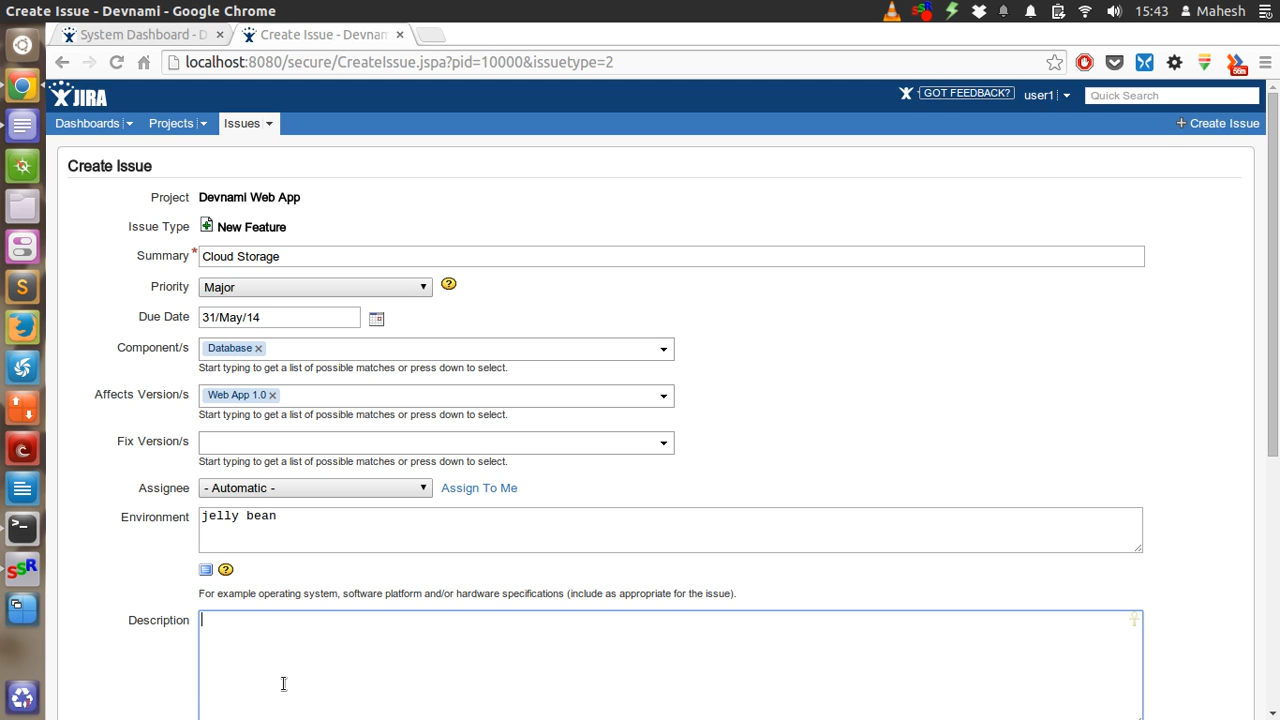 Create Issue - Devnami - Google Chrome 15:43 Mahesh
System Dashboard - D × Create Issue - Devnam ×
localhost:8080/secure/CreateIssue.jspa?pid=10000&issuetype=2
56m
JIRA GOT FEEDBACK? user1 Quick Search
Dashboards Projects Issues + Create Issue
Create Issue
Project Devnami Web App
Issue Type New Feature
Summary * Cloud Storage
Priority Major ?
Due Date 31/May/14
Component/s Database ×
Start typing to get a list of possible matches or press down to select.
Affects Version/s Web App 1.0 ×
Start typing to get a list of possible matches or press down to select.
Fix Version/s
Start typing to get a list of possible matches or press down to select.
Assignee - Automatic - Assign To Me
Environment jelly bean
?
For example operating system, software platform and/or hardware specifications (include as appropriate for the issue).
Description